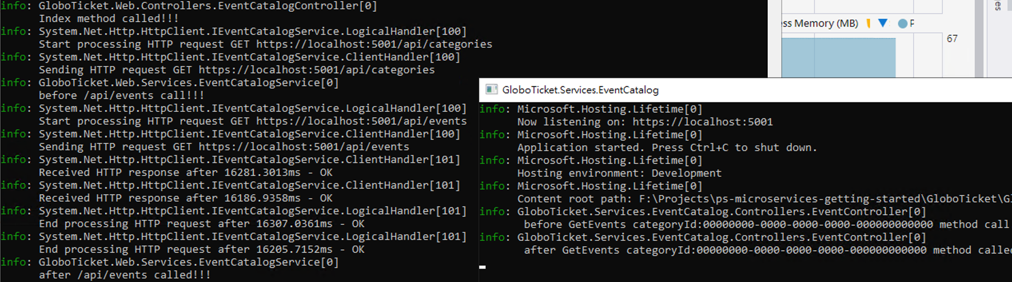 info: GloboTicket.Web.Controllers.EventCatalogController[0]
Index method called!!!
info: System.Net.Http.HttpClient.IEventCatalogService.LogicalHandler[100]
Start processing HTTP request GET https://localhost:5001/api/categories
info: System.Net.Http.HttpClient.IEventCatalogService.ClientHandler[100]
Sending HTTP request GET https://localhost:5001/api/categories
info: GloboTicket.Web.Services.EventCatalogService[0]
before /api/events call!!!
info: System.Net.Http.HttpClient.IEventCatalogService.LogicalHandler[100]
Start processing HTTP request GET https://localhost:5001/api/events
info: System.Net.Http.HttpClient.IEventCatalogService.ClientHandler[100]
Sending HTTP request GET https://localhost:5001/api/events
info: System.Net.Http.HttpClient.IEventCatalogService.ClientHandler[101]
Received HTTP response after 16281.3013ms - OK
info: System.Net.Http.HttpClient.IEventCatalogService.ClientHandler[101]
Received HTTP response after 16186.9358ms - OK
info: System.Net.Http.HttpClient.IEventCatalogService.LogicalHandler[101]
End processing HTTP request after 16307.0361ms - OK
info: System.Net.Http.HttpClient.IEventCatalogService.LogicalHandler[101]
End processing HTTP request after 16205.7152ms - OK
info: GloboTicket.Web.Services.EventCatalogService[0]
after /api/events called!!!
ss Memory (MB)
P
67
GloboTicket.Services.EventCatalog
info: Microsoft.Hosting.Lifetime[0]
Now listening on: https://localhost:5001
info: Microsoft.Hosting.Lifetime[0]
Application started. Press Ctrl+C to shut down.
info: Microsoft.Hosting.Lifetime[0]
Hosting environment: Development
info: Microsoft.Hosting.Lifetime[0]
Content root path: F:\Projects\ps-microservices-getting-started\GloboTicket\Gl
info: GloboTicket.Services.EventCatalog.Controllers.EventController[0]
before GetEvents categoryId:00000000-0000-0000-0000-000000000000 method call
info: GloboTicket.Services.EventCatalog.Controllers.EventController[0]
after GetEvents categoryId:00000000-0000-0000-0000-000000000000 method called